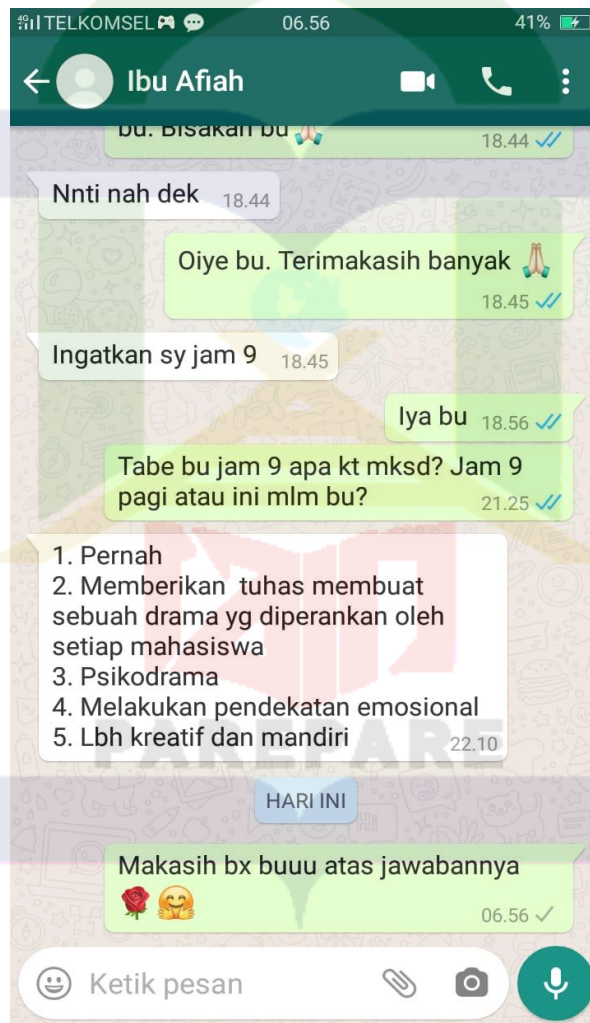 4G TELKOMSEL 06.56 41%
Ibu Afiah
bu. Bisakah bu 🙏🏻 18.44
Nnti nah dek 18.44
Oiye bu. Terimakasih banyak 🙏🏻
18.45
Ingatkan sy jam 9 18.45
Iya bu 18.56
Tabe bu jam 9 apa kt mksd? Jam 9
pagi atau ini mlm bu? 21.25
1. Pernah
2. Memberikan tuhas membuat
sebuah drama yg diperankan oleh
setiap mahasiswa
3. Psikodrama
4. Melakukan pendekatan emosional
5. Lbh kreatif dan mandiri 22.10
PAREPARE
HARI INI
Makasih bx buuu atas jawabannya
🌹🤗 06.56
Ketik pesan